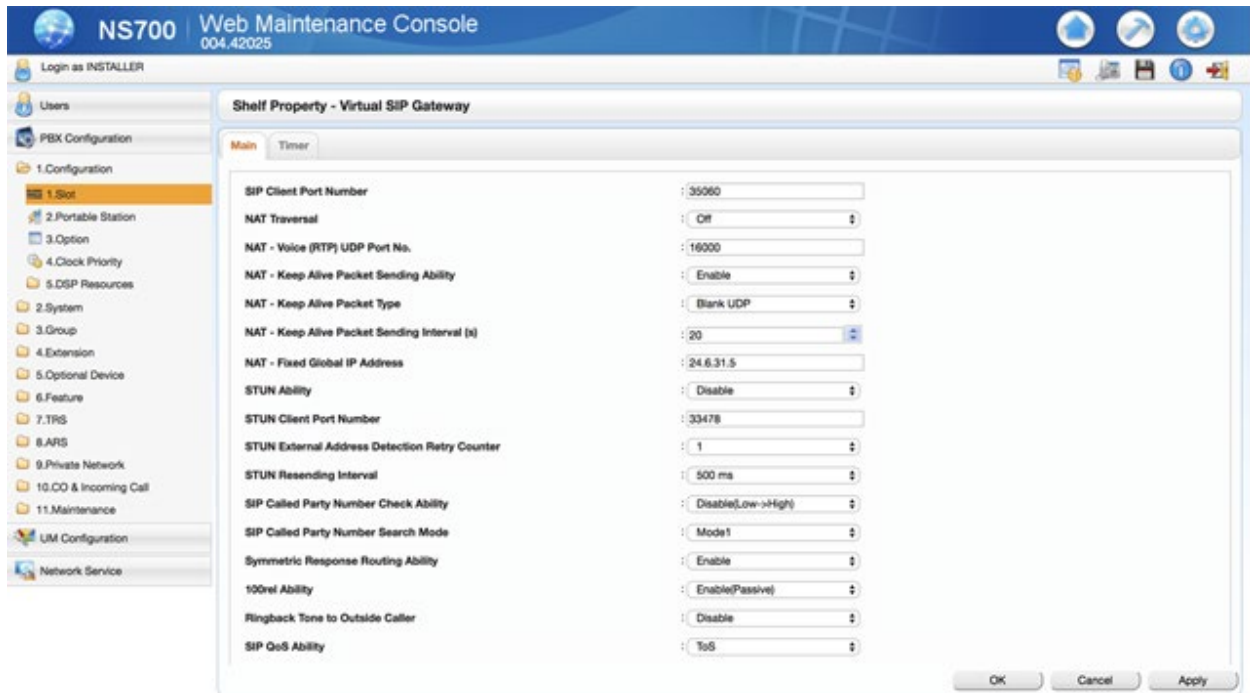 NS700
Web Maintenance Console
004.42025
Login as INSTALLER
Users
PBX Configuration
1.Configuration
1.Slot
2.Portable Station
3.Option
4.Clock Priority
5.DSP Resources
2.System
3.Group
4.Extension
5.Optional Device
6.Feature
7.TRS
8.ARS
9.Private Network
10.CO & Incoming Call
11.Maintenance
UM Configuration
Network Service
Shelf Property - Virtual SIP Gateway
Main Timer
SIP Client Port Number : 35060
NAT Traversal : Off
NAT - Voice (RTP) UDP Port No. : 16000
NAT - Keep Alive Packet Sending Ability : Enable
NAT - Keep Alive Packet Type : Blank UDP
NAT - Keep Alive Packet Sending Interval (s) : 20
NAT - Fixed Global IP Address : 24.6.31.5
STUN Ability : Disable
STUN Client Port Number : 33478
STUN External Address Detection Retry Counter : 1
STUN Resending Interval : 500 ms
SIP Called Party Number Check Ability : Disable(Low->High)
SIP Called Party Number Search Mode : Mode1
Symmetric Response Routing Ability : Enable
100rel Ability : Enable(Passive)
Ringback Tone to Outside Caller : Disable
SIP QoS Ability : ToS
OK Cancel Apply